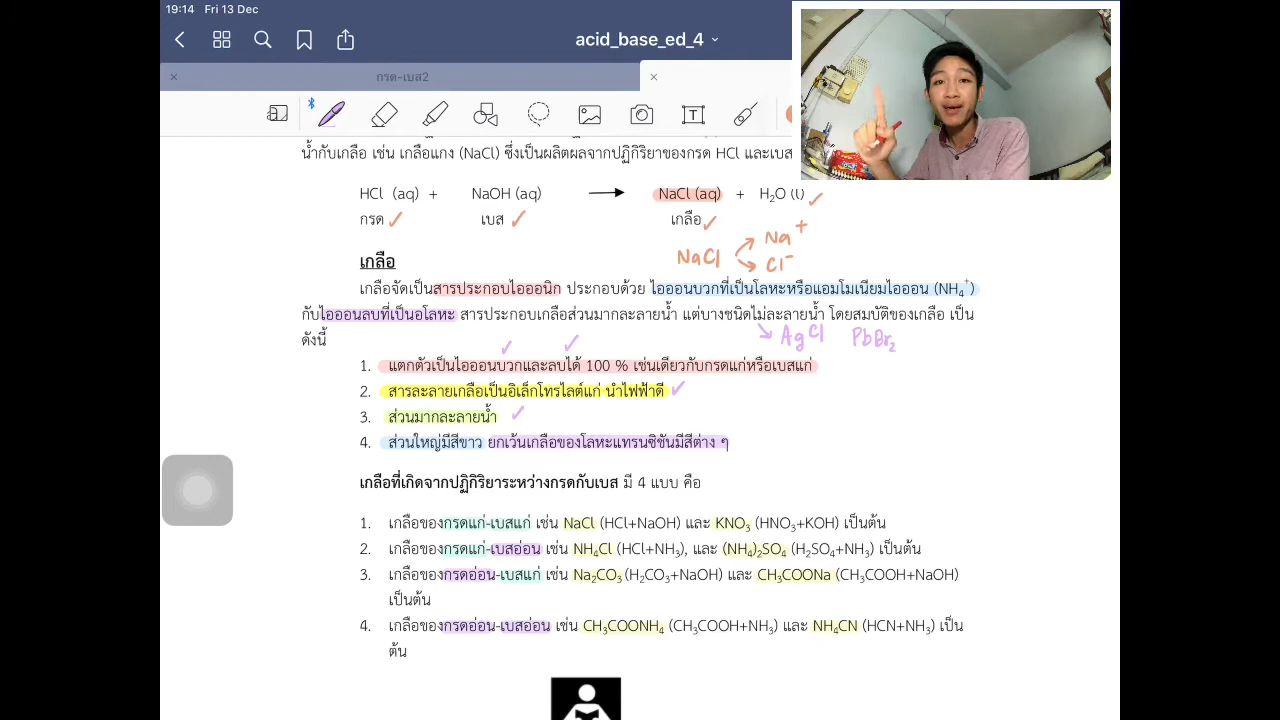 19:14 Fri 13 Dec
acid_base_ed_4
กรด-เบส2
น้ำกับเกลือ เช่น เกลือแกง (NaCl) ซึ่งเป็นผลิตผลจากปฏิกิริยาของกรด HCl และเบส
HCl (aq) + NaOH (aq) → NaCl (aq) + H₂O (l)
กรด ✓ เบส ✓ เกลือ ✓ ✓
NaCl Na⁺
Cl⁻
เกลือ
เกลือจัดเป็นสารประกอบไอออนิก ประกอบด้วย ไอออนบวกที่เป็นโลหะหรือแอมโมเนียมไอออน (NH₄⁺)
กับไอออนลบที่เป็นอโลหะ สารประกอบเกลือส่วนมากละลายน้ำ แต่บางชนิดไม่ละลายน้ำ โดยสมบัติของเกลือ เป็น
ดังนี้
AgCl PbBr₂
1. แตกตัวเป็นไอออนบวกและลบได้ 100 % เช่นเดียวกับกรดแก่หรือเบสแก่
2. สารละลายเกลือเป็นอิเล็กโทรไลต์แก่ นำไฟฟ้าดี ✓
3. ส่วนมากละลายน้ำ ✓
4. ส่วนใหญ่มีสีขาว ยกเว้นเกลือของโลหะแทรนซิชันมีสีต่าง ๆ
เกลือที่เกิดจากปฏิกิริยาระหว่างกรดกับเบส มี 4 แบบ คือ
1. เกลือของกรดแก่-เบสแก่ เช่น NaCl (HCl+NaOH) และ KNO₃ (HNO₃+KOH) เป็นต้น
2. เกลือของกรดแก่-เบสอ่อน เช่น NH₄Cl (HCl+NH₃), และ (NH₄)₂SO₄ (H₂SO₄+NH₃) เป็นต้น
3. เกลือของกรดอ่อน-เบสแก่ เช่น Na₂CO₃ (H₂CO₃+NaOH) และ CH₃COONa (CH₃COOH+NaOH)
เป็นต้น
4. เกลือของกรดอ่อน-เบสอ่อน เช่น CH₃COONH₄ (CH₃COOH+NH₃) และ NH₄CN (HCN+NH₃) เป็น
ต้น